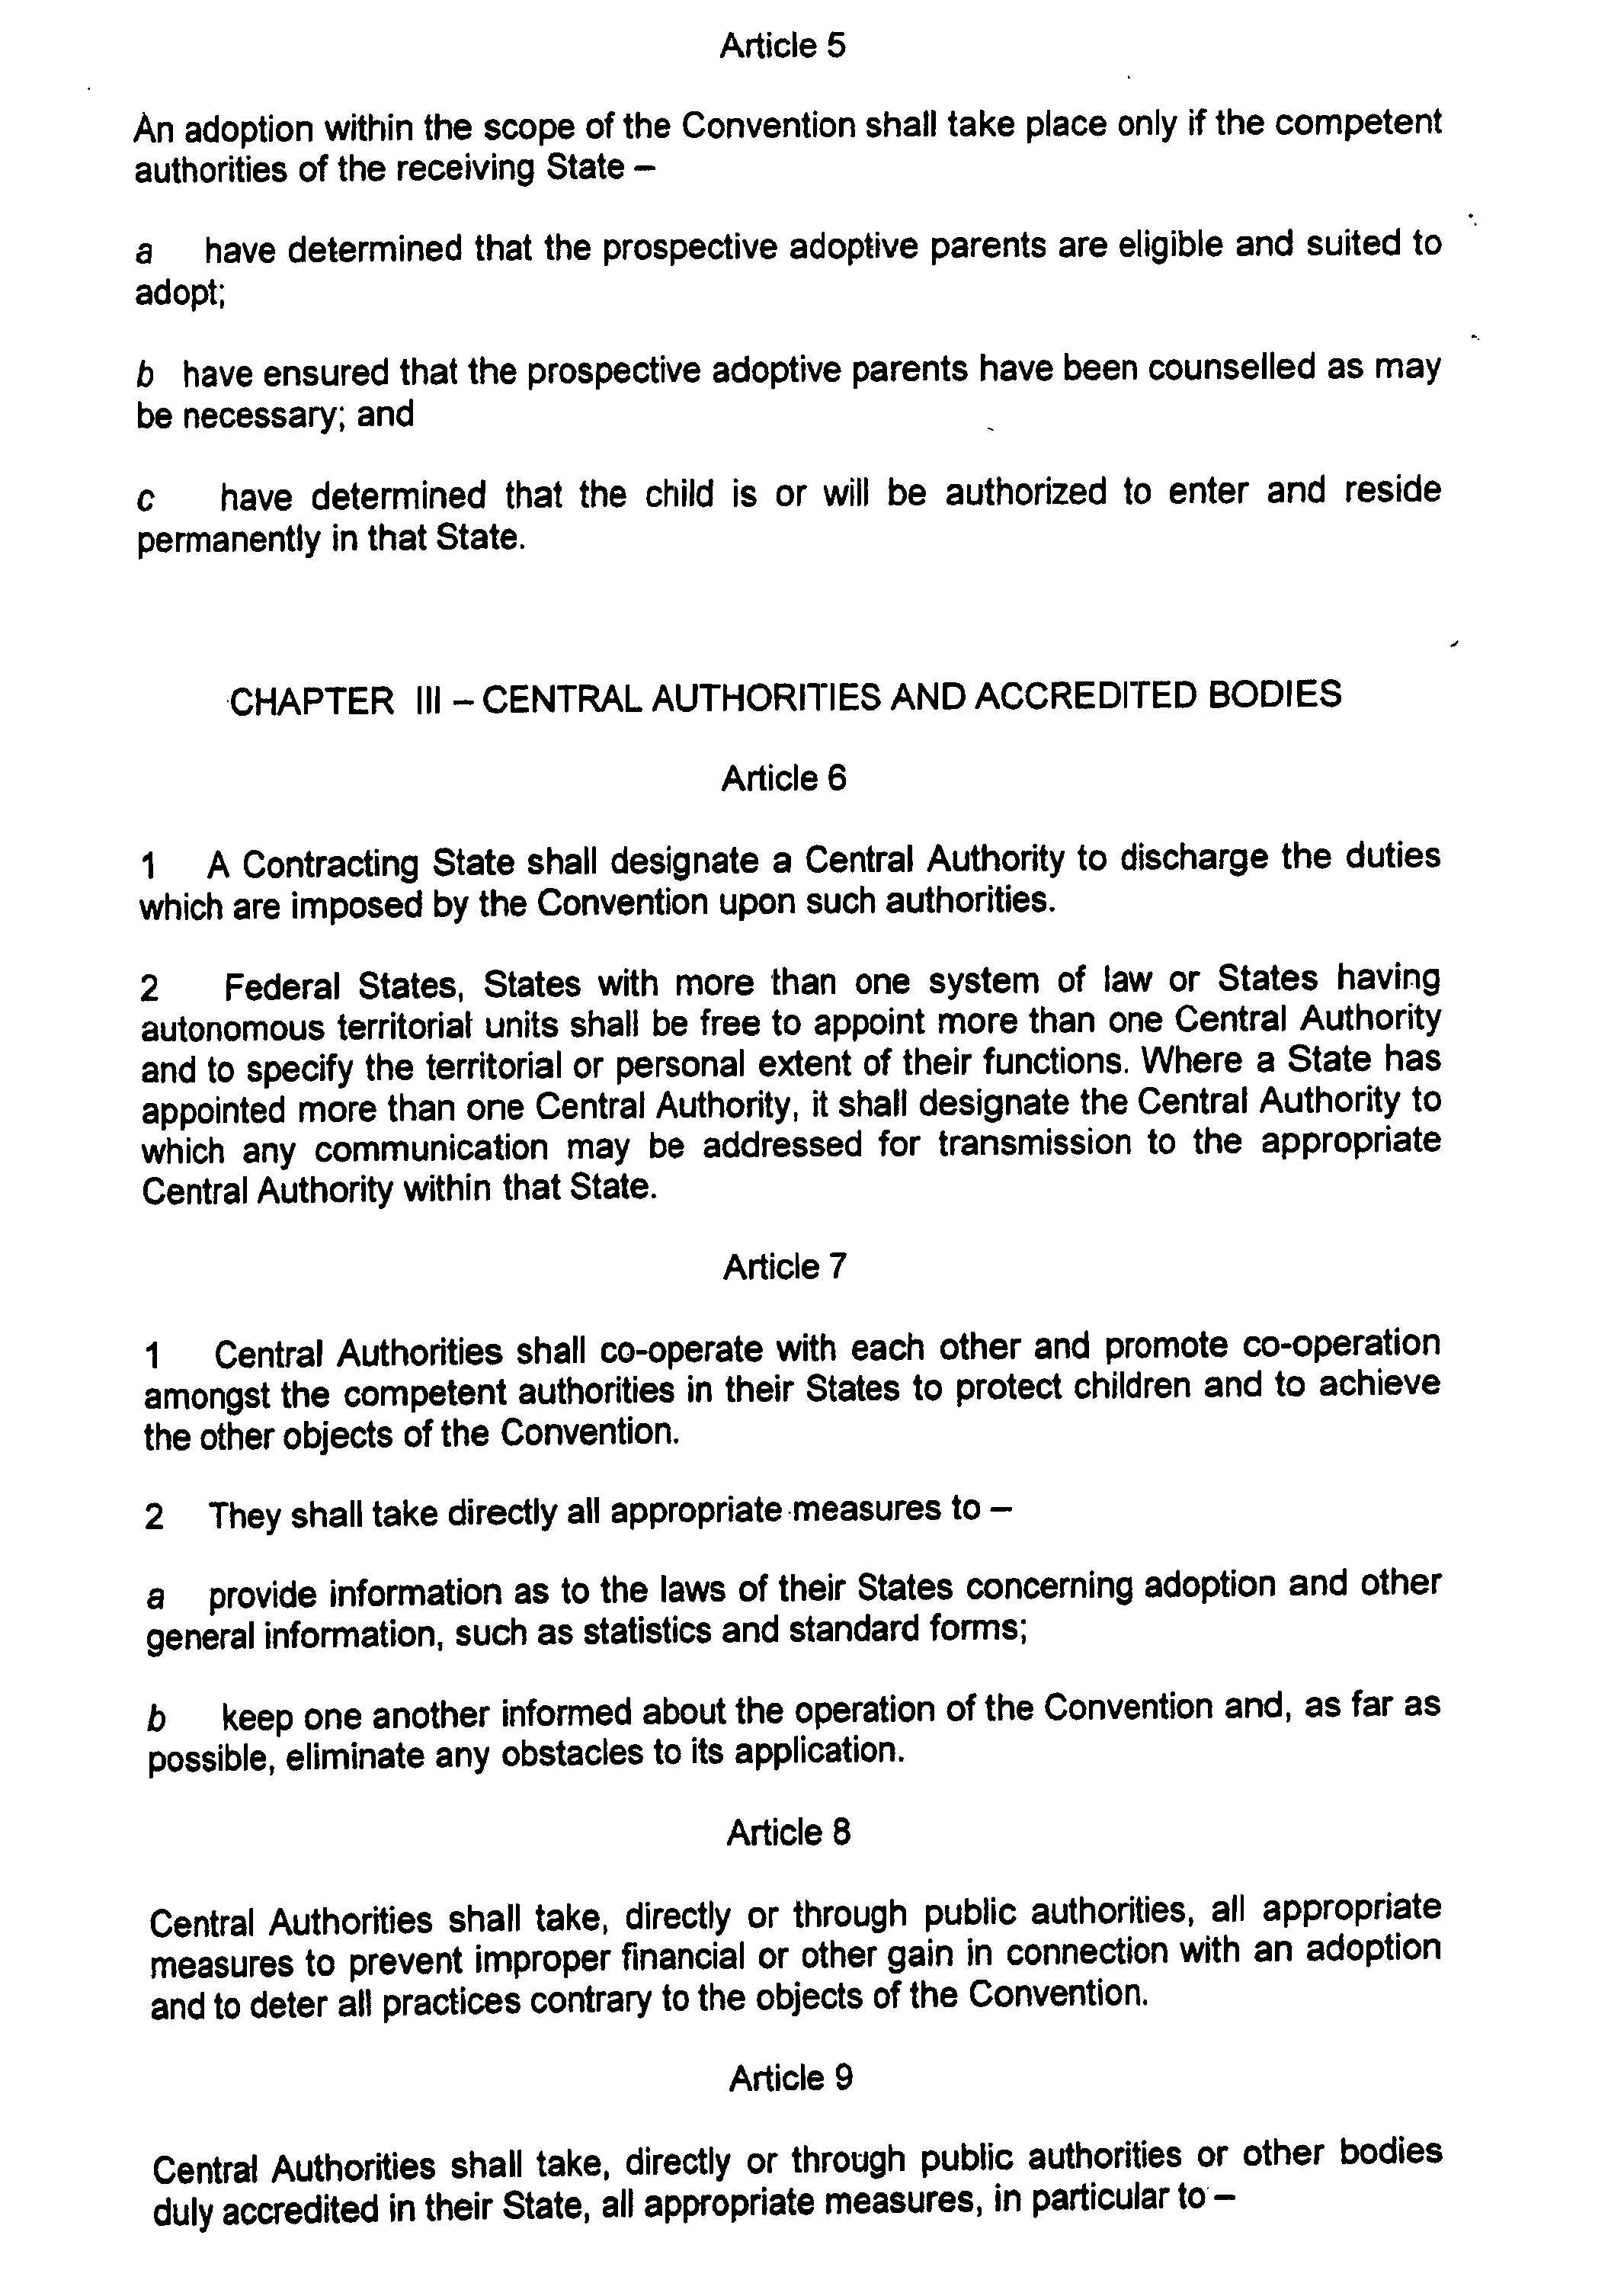 Article 5
An adoption within the scope of the Convention shall take place only if the competent
authorities of the receiving State –
a have determined that the prospective adoptive parents are eligible and suited to
adopt;
b have ensured that the prospective adoptive parents have been counselled as may
be necessary; and
c have determined that the child is or will be authorized to enter and reside
permanently in that State.
CHAPTER III – CENTRAL AUTHORITIES AND ACCREDITED BODIES
Article 6
1 A Contracting State shall designate a Central Authority to discharge the duties
which are imposed by the Convention upon such authorities.
2 Federal States, States with more than one system of law or States having
autonomous territorial units shall be free to appoint more than one Central Authority
and to specify the territorial or personal extent of their functions. Where a State has
appointed more than one Central Authority, it shall designate the Central Authority to
which any communication may be addressed for transmission to the appropriate
Central Authority within that State.
Article 7
1 Central Authorities shall co-operate with each other and promote co-operation
amongst the competent authorities in their States to protect children and to achieve
the other objects of the Convention.
2 They shall take directly all appropriate measures to –
a provide information as to the laws of their States concerning adoption and other
general information, such as statistics and standard forms;
b keep one another informed about the operation of the Convention and, as far as
possible, eliminate any obstacles to its application.
Article 8
Central Authorities shall take, directly or through public authorities, all appropriate
measures to prevent improper financial or other gain in connection with an adoption
and to deter all practices contrary to the objects of the Convention.
Article 9
Central Authorities shall take, directly or through public authorities or other bodies
duly accredited in their State, all appropriate measures, in particular to –